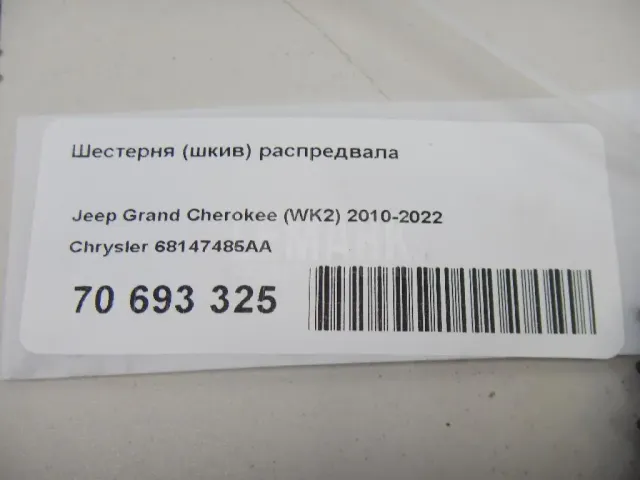 Шестерня (шкив) распредвала
Jeep Grand Cherokee (WK2) 2010-2022
Chrysler 68147485AA
70 693 325